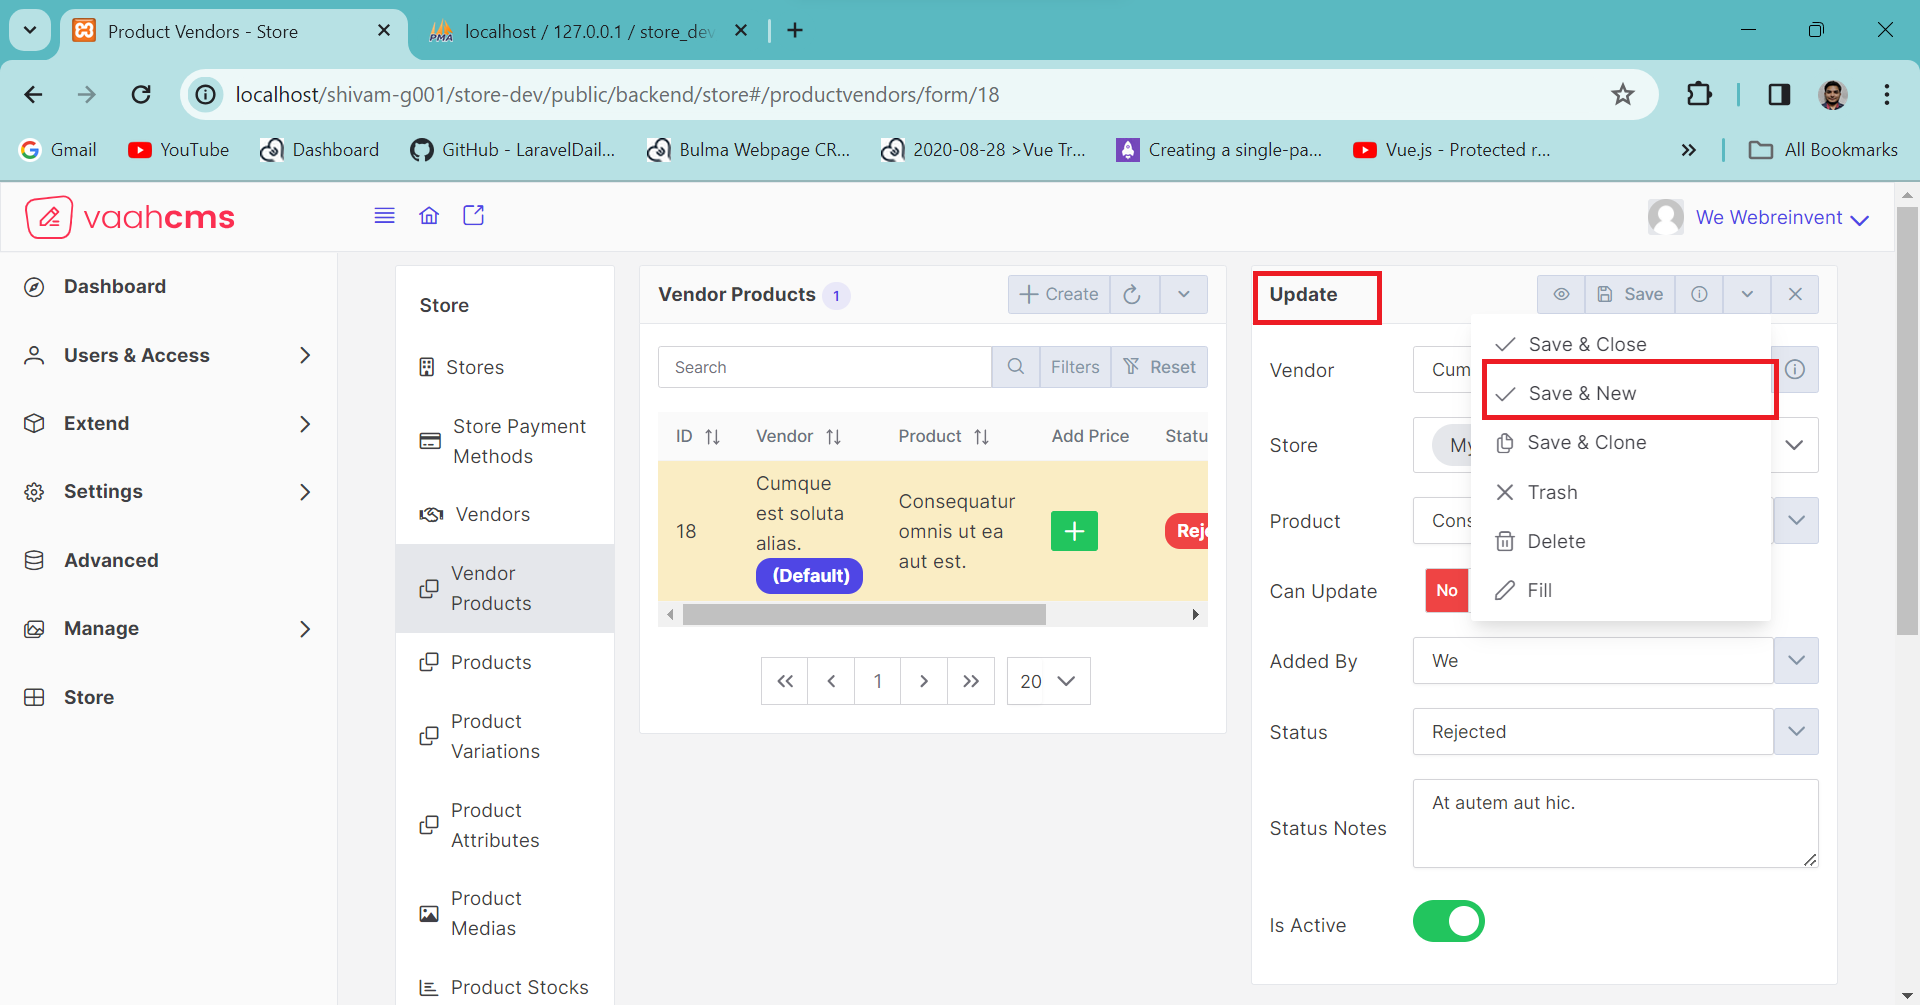 Product Vendors - Store
localhost / 127.0.0.1 / store_dev
localhost/shivam-g001/store-dev/public/backend/store#/productvendors/form/18
Gmail
YouTube
Dashboard
GitHub - LaravelDail...
Bulma Webpage CR...
2020-08-28 >Vue Tr...
Creating a single-pa...
Vue.js - Protected r...
All Bookmarks
vaahcms
We Webreinvent
Dashboard
Users & Access
Extend
Settings
Advanced
Manage
Store
Store
Stores
Store Payment
Methods
Vendors
Vendor
Products
Products
Product
Variations
Product
Attributes
Product
Medias
Product Stocks
Vendor Products 1
Create
Search
Filters
Reset
ID
Vendor
Product
Add Price
Statu
18
Cumque
est soluta
alias.
(Default)
Consequatur
omnis ut ea
aut est.
Reje
1
20
Update
Save
Save & Close
Save & New
Save & Clone
Trash
Delete
Fill
Vendor
Cum
Store
My
Product
Cons
Can Update
No
Added By
We
Status
Rejected
Status Notes
At autem aut hic.
Is Active